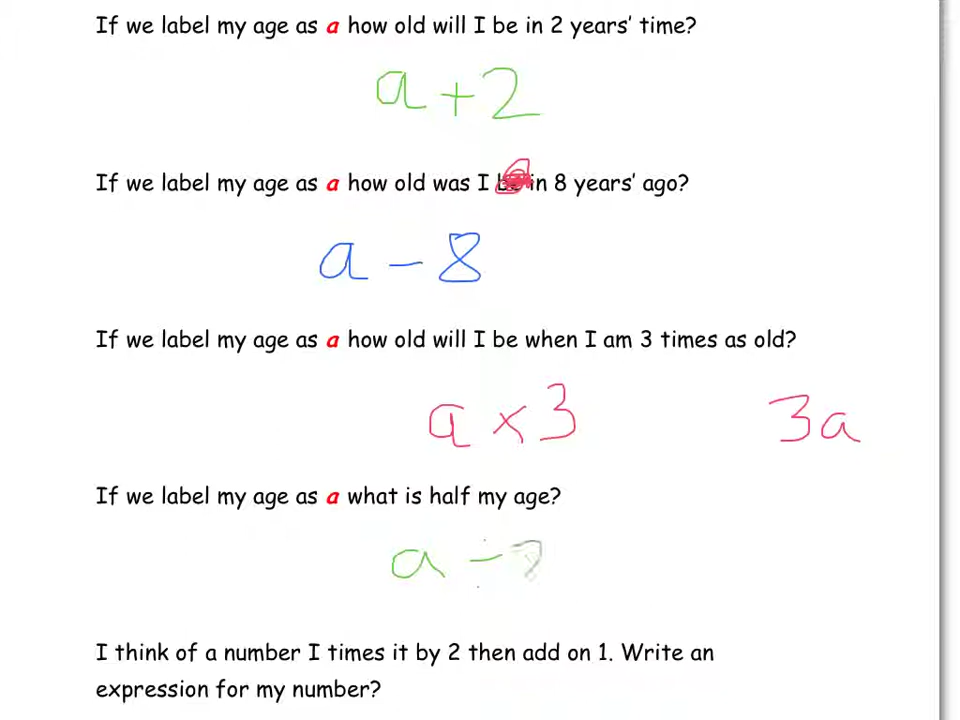 If we label my age as a how old will I be in 2 years' time?
a + 2
If we label my age as a how old was I in 8 years' ago?
a - 8
If we label my age as a how old will I be when I am 3 times as old?
a × 3 3a
If we label my age as a what is half my age?
a ÷
I think of a number I times it by 2 then add on 1. Write an
expression for my number?